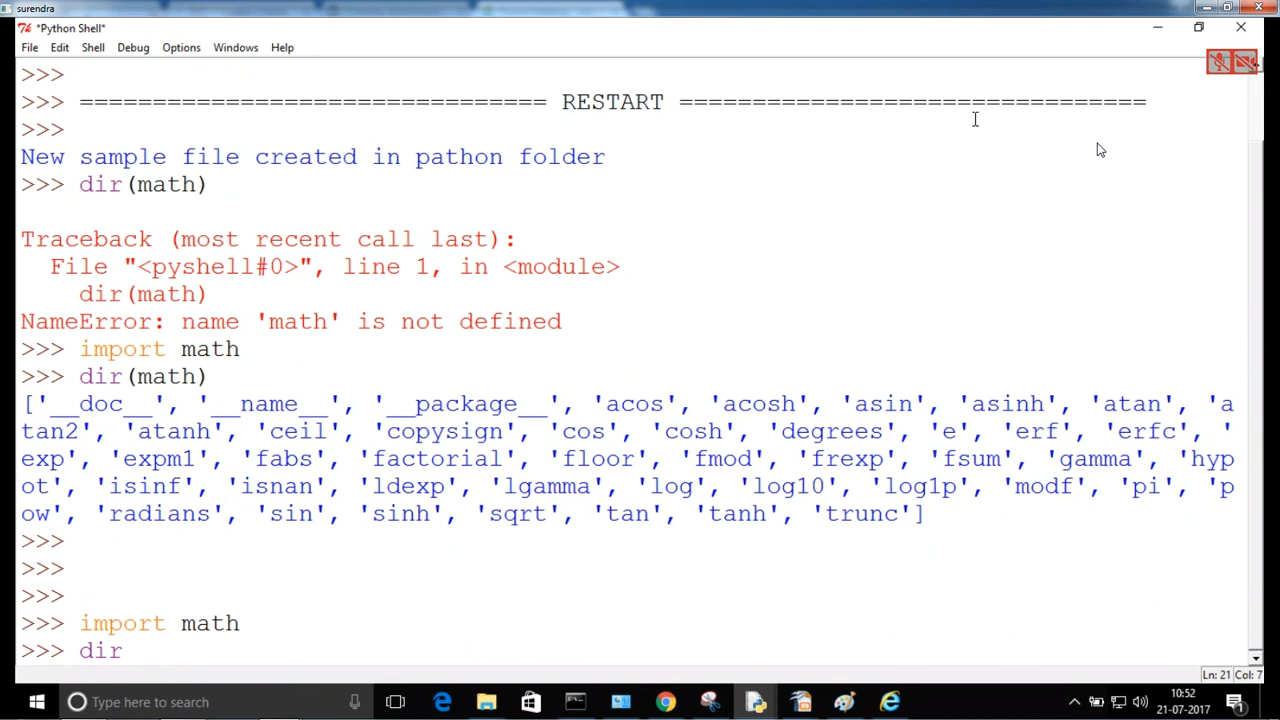 surendra
*Python Shell*
File Edit Shell Debug Options Windows Help
>>>
>>> ================================ RESTART ================================
>>>
New sample file created in pathon folder
>>> dir(math)
Traceback (most recent call last):
File "<pyshell#0>", line 1, in <module>
dir(math)
NameError: name 'math' is not defined
>>> import math
>>> dir(math)
['__doc__', '__name__', '__package__', 'acos', 'acosh', 'asin', 'asinh', 'atan', 'a
tan2', 'atanh', 'ceil', 'copysign', 'cos', 'cosh', 'degrees', 'e', 'erf', 'erfc', '
exp', 'expm1', 'fabs', 'factorial', 'floor', 'fmod', 'frexp', 'fsum', 'gamma', 'hyp
ot', 'isinf', 'isnan', 'ldexp', 'lgamma', 'log', 'log10', 'log1p', 'modf', 'pi', 'p
ow', 'radians', 'sin', 'sinh', 'sqrt', 'tan', 'tanh', 'trunc']
>>>
>>>
>>>
>>> import math
>>> dir
Ln: 21 Col: 7
Type here to search
10:52
21-07-2017
1